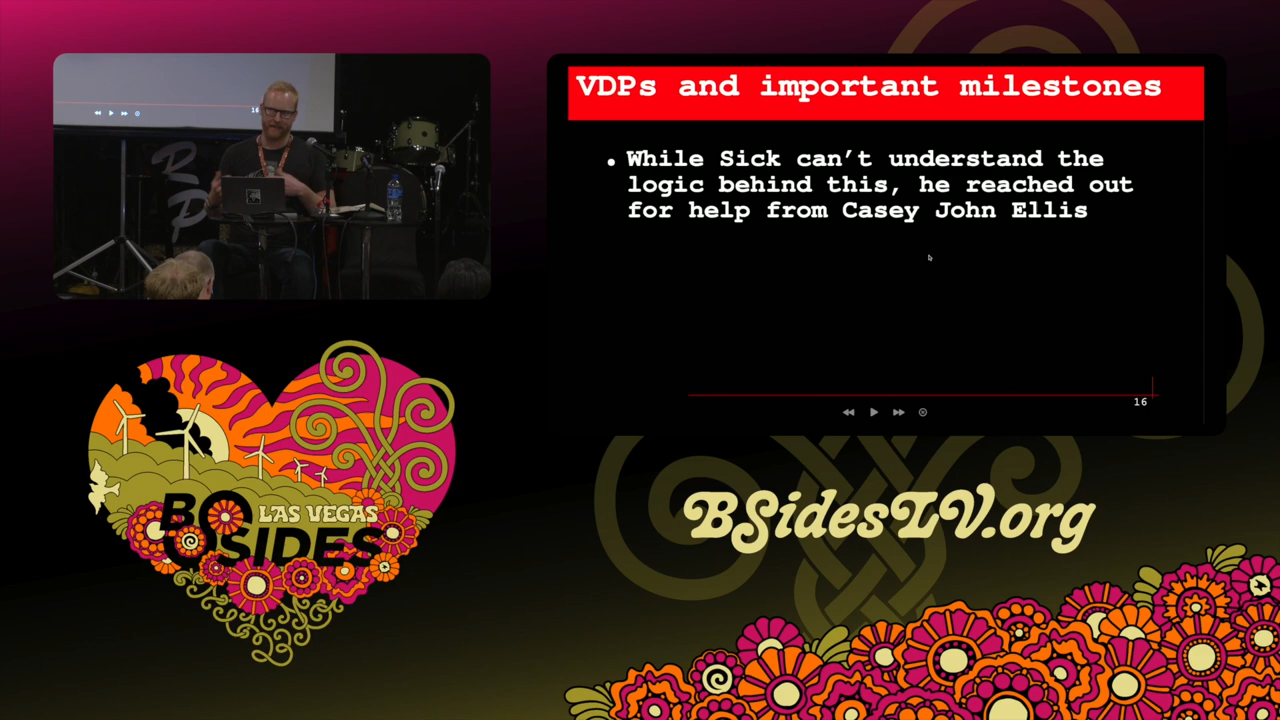 VDPs and important milestones
• While Sick can’t understand the
logic behind this, he reached out
for help from Casey John Ellis
16
16
R
P
BSIDES
LAS VEGAS
BSidesLV.org